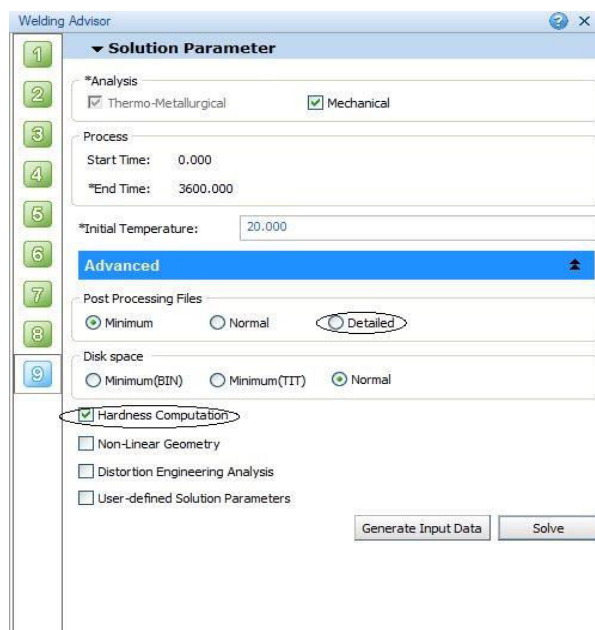 Welding Advisor
1
Solution Parameter
*Analysis
2
Thermo-Metallurgical Mechanical
3
Process
Start Time: 0.000
4
*End Time: 3600.000
5
*Initial Temperature: 20.000
6
Advanced
7
Post Processing Files
Minimum Normal Detailed
8
Disk space
9
Minimum(BIN) Minimum(TIT) Normal
Hardness Computation
Non-Linear Geometry
Distortion Engineering Analysis
User-defined Solution Parameters
Generate Input Data Solve